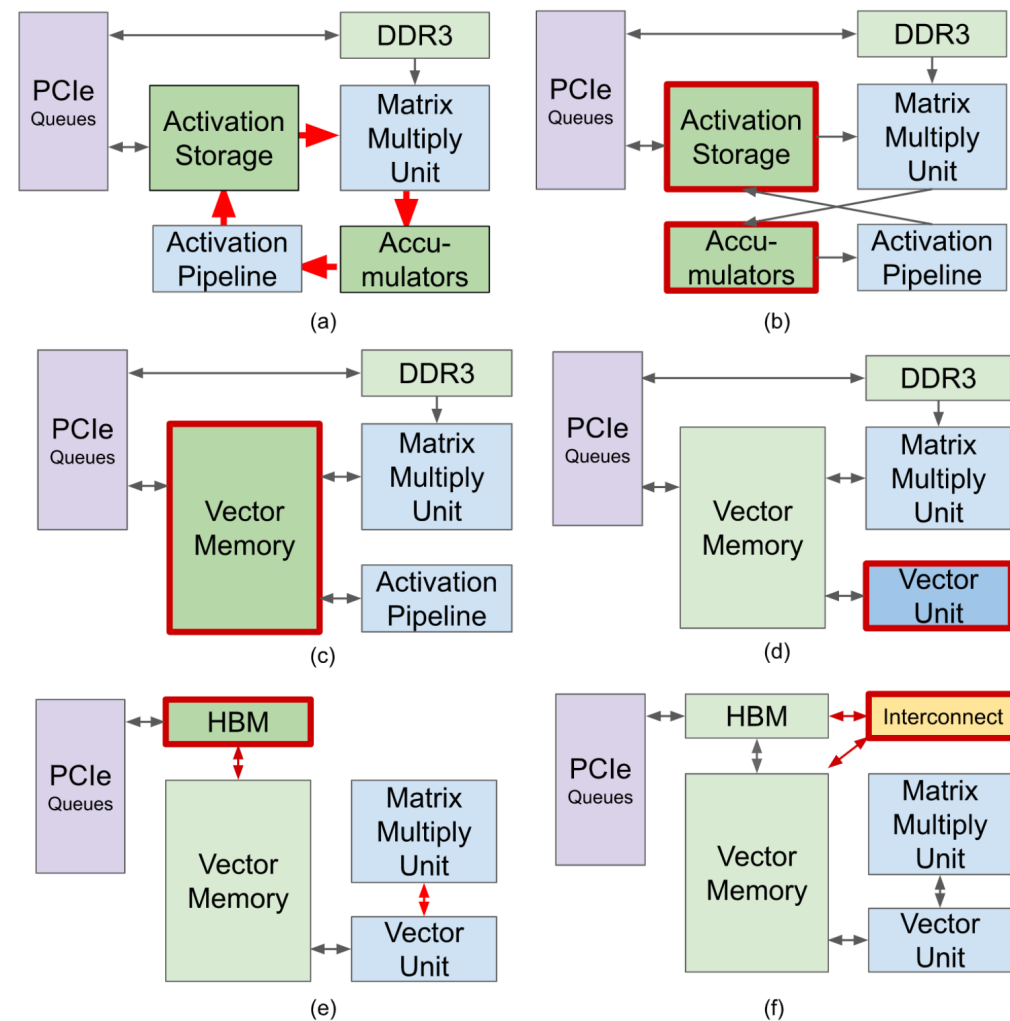 PCIe
Queues
DDR3
Activation
Storage
Matrix
Multiply
Unit
Activation
Pipeline
Accu-
mulators
(a)
PCIe
Queues
DDR3
Activation
Storage
Matrix
Multiply
Unit
Accu-
mulators
Activation
Pipeline
(b)
PCIe
Queues
DDR3
Vector
Memory
Matrix
Multiply
Unit
Activation
Pipeline
(c)
PCIe
Queues
DDR3
Vector
Memory
Matrix
Multiply
Unit
Vector
Unit
(d)
PCIe
Queues
HBM
Vector
Memory
Matrix
Multiply
Unit
Vector
Unit
(e)
PCIe
Queues
HBM
Interconnect
Vector
Memory
Matrix
Multiply
Unit
Vector
Unit
(f)